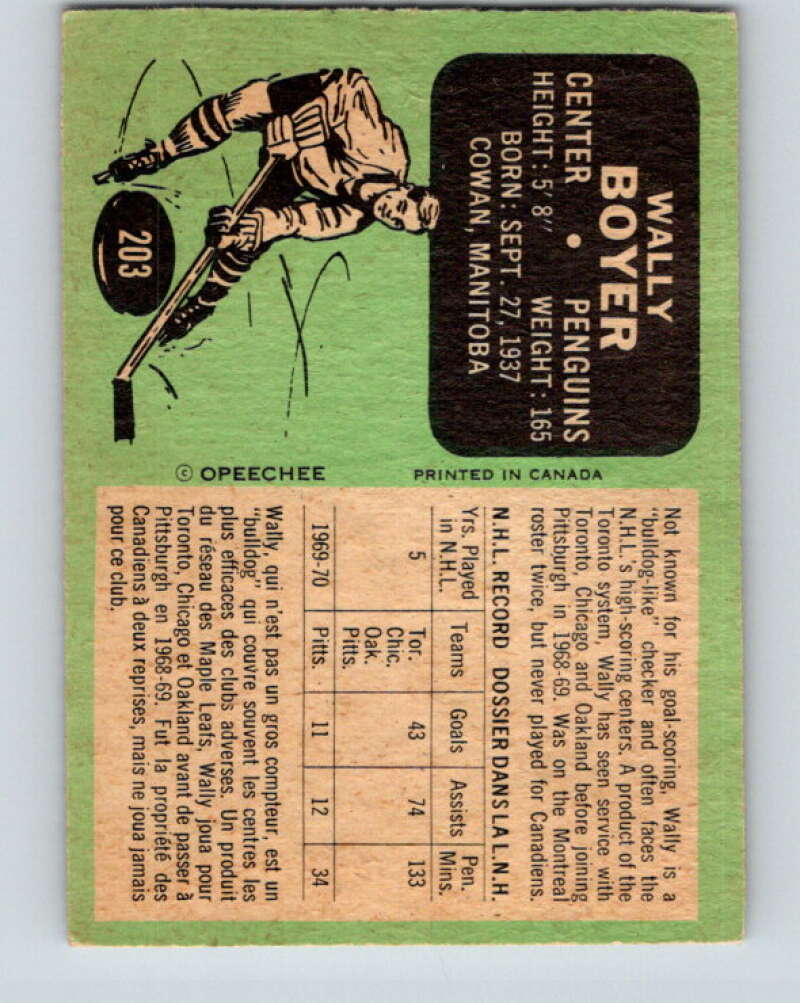 WALLY
BOYER
CENTER • PENGUINS
HEIGHT: 5'8" WEIGHT: 165
BORN: SEPT. 27, 1937
COWAN, MANITOBA
203
© OPEECHEE
PRINTED IN CANADA
Not known for his goal-scoring, Wally is a
"bulldog-like" checker and often faces the
N.H.L.'s high-scoring centers. A product of the
Toronto system, Wally has seen service with
Toronto, Chicago and Oakland before joining
Pittsburgh in 1968-69. Was on the Montreal
roster twice, but never played for Canadiens.
N.H.L. RECORD DOSSIER DANS LA L.N.H.
Yrs. Played in N.H.L. Teams Goals Assists Pen. Mins.
5 Tor. 43 74 133
Chic.
Oak.
Pitts.
1969-70 Pitts. 11 12 34
Wally, qui n'est pas un gros compteur, est un
"bulldog" qui couvre souvent les centres les
plus efficaces des clubs adverses. Un produit
du réseau des Maple Leafs, Wally joua pour
Toronto, Chicago et Oakland avant de passer à
Pittsburgh en 1968-69. Fut la propriété des
Canadiens à deux reprises, mais ne joua jamais
pour ce club.